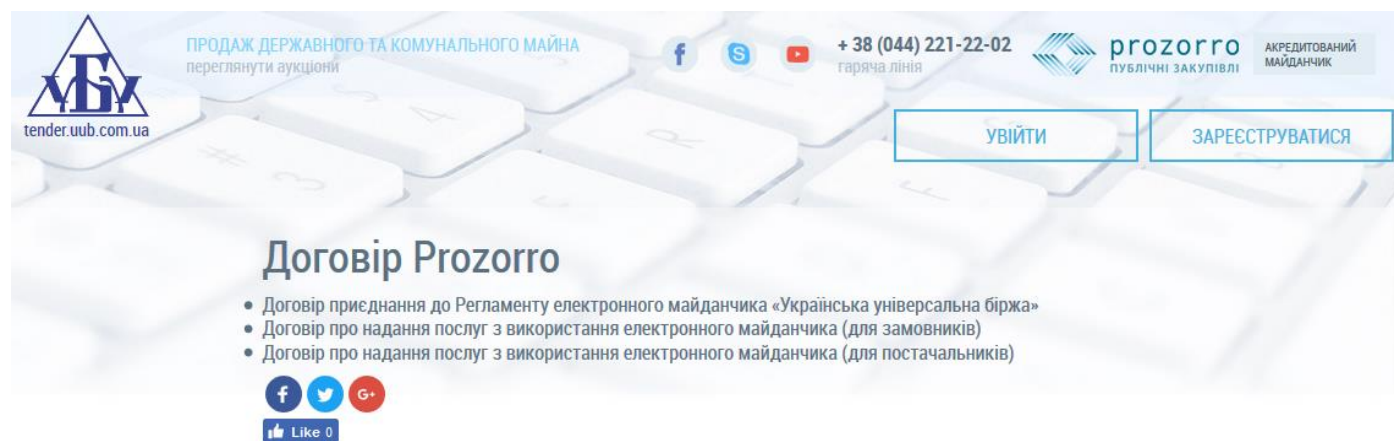 УБУ
tender.uub.com.ua
ПРОДАЖ ДЕРЖАВНОГО ТА КОМУНАЛЬНОГО МАЙНА
переглянути аукціони
+ 38 (044) 221-22-02
гаряча лінія
prozorro
ПУБЛІЧНІ ЗАКУПІВЛІ
АКРЕДИТОВАНИЙ
МАЙДАНЧИК
УВІЙТИ
ЗАРЕЄСТРУВАТИСЯ
Договір Prozorro
Договір приєднання до Регламенту електронного майданчика «Українська універсальна біржа»
Договір про надання послуг з використання електронного майданчика (для замовників)
Договір про надання послуг з використання електронного майданчика (для постачальників)
G+
Like 0